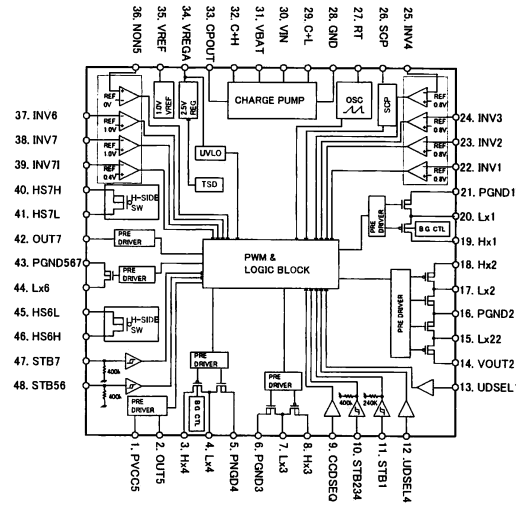 36. NON5
35. VREF
34. VREGA
33. CPOUT
32. C+H
31. VBAT
30. VIN
29. C+L
28. GND
27. RT
26. SCP
25. INV4
REF
0V
1.0V
VREF
2.5V
REG
CHARGE PUMP
OSC
SCP
REF
0.8V
37. INV6
REF
1.0V
38. INV7
REF
1.0V
39. INV7I
REF
0.4V
UVLO
TSD
24. INV3
REF
0.8V
23. INV2
22. INV1
REF
0.8V
40. HS7H
41. HS7L
H-SIDE
SW
42. OUT7
PRE
DRIVER
43. PGND567
PRE
DRIVER
44. Lx6
45. HS6L
46. HS6H
H-SIDE
SW
47. STB7
400k
48. STB56
400k
PRE
DRIVER
PWM &
LOGIC BLOCK
PRE
DRIVER
21. PGND1
20. Lx1
BG CTL
19. Hx1
18. Hx2
17. Lx2
16. PGND2
15. Lx22
14. VOUT2
13. UDSEL1
PRE DRIVER
PRE
DRIVER
BG CTL
PRE
DRIVER
400k
240K
1. PVCC5
2. OUT5
3. Hx4
4. Lx4
5. PNGD4
6. PGND3
7. Lx3
8. Hx3
9. CCDSEQ
10. STB234
11. STB1
12. UDSEL4